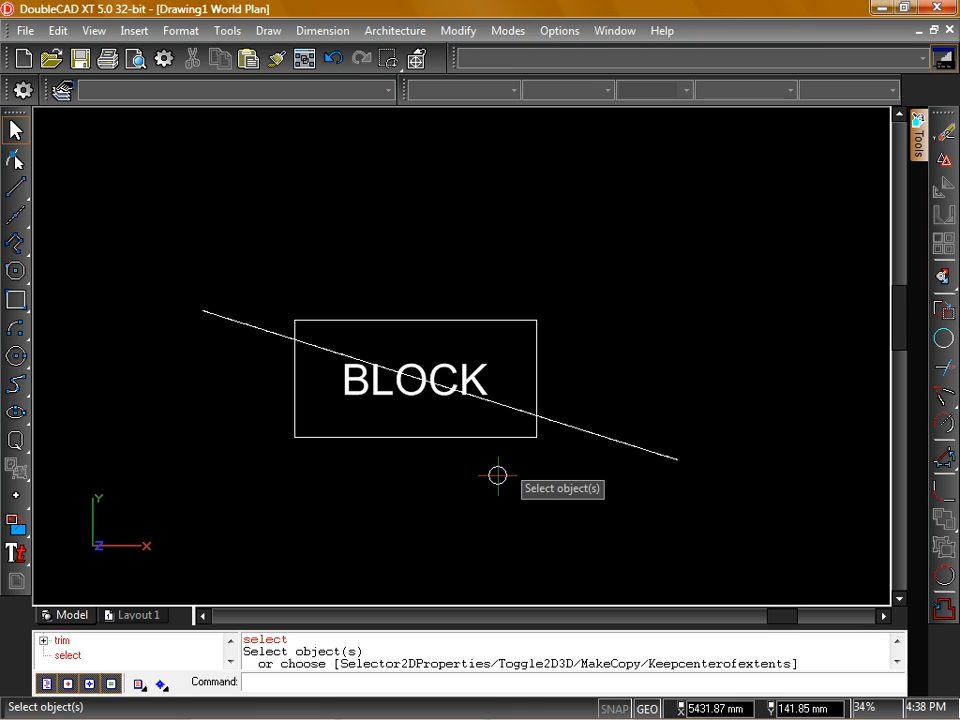 DoubleCAD XT 5.0 32-bit - [Drawing1 World Plan]
File Edit View Insert Format Tools Draw Dimension Architecture Modify Modes Options Window Help
Tools
BLOCK
Select object(s)
Y
Z X
Model Layout 1
trim
select
select
Select object(s)
or choose [Selector2DProperties/Toggle2D3D/MakeCopy/Keepcenterofextents]
Command:
Select object(s) SNAP GEO X 5431.87 mm Y 141.85 mm 34% 4:38 PM